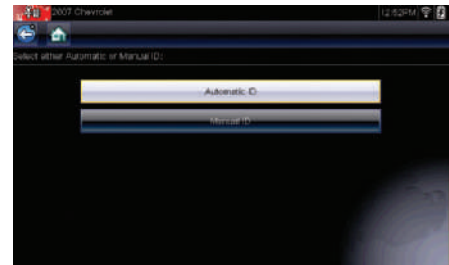 2007 Chevrolet
12:52PM
Select either Automatic or Manual ID:
Automatic ID
Manual ID